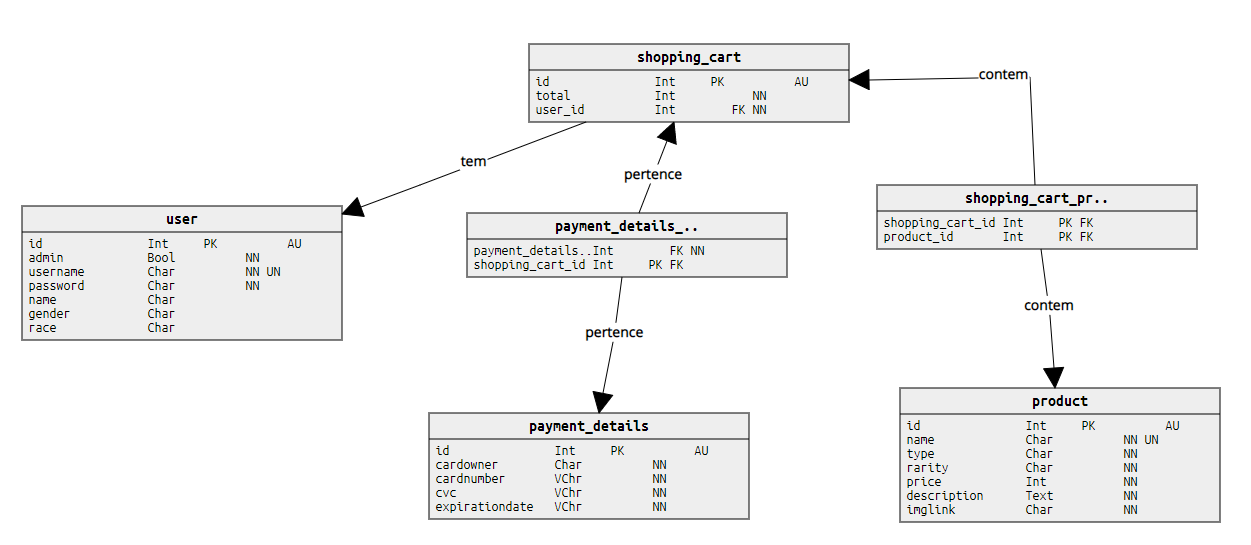 shopping_cart
id Int PK AU
total Int NN
user_id Int FK NN
contem
tem
pertence
user
id Int PK AU
admin Bool NN
username Char NN UN
password Char NN
name Char
gender Char
race Char
payment_details_..
payment_details..Int FK NN
shopping_cart_id Int PK FK
shopping_cart_pr..
shopping_cart_id Int PK FK
product_id Int PK FK
pertence
contem
payment_details
id Int PK AU
cardowner Char NN
cardnumber VChr NN
cvc VChr NN
expirationdate VChr NN
product
id Int PK AU
name Char NN UN
type Char NN
rarity Char NN
price Int NN
description Text NN
imglink Char NN